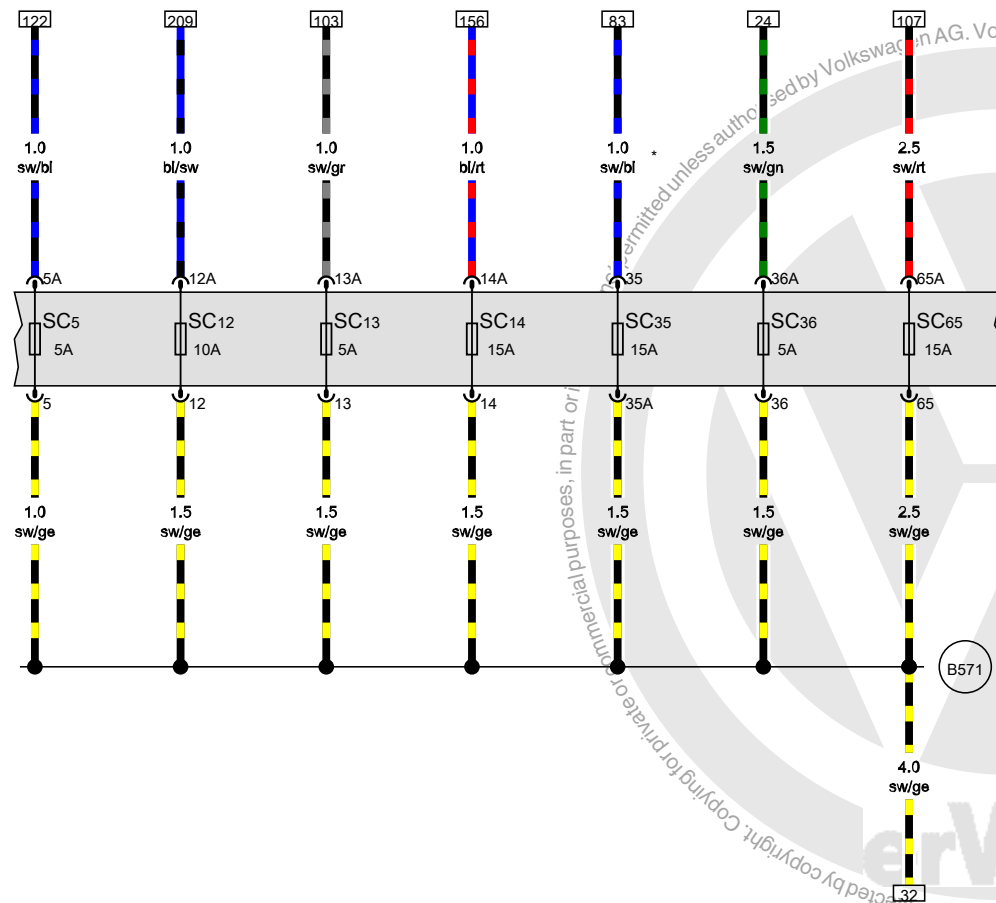 122 209 103 156 83 24 107
1.0 1.0 1.0 1.0 1.0 1.5 2.5
sw/bl bl/sw sw/gr bl/rt sw/bl * sw/gn sw/rt
5A 12A 13A 14A 35 36A 65A
SC5 SC12 SC13 SC14 SC35 SC36 SC65
5A 10A 5A 15A 15A 5A 15A
5 12 13 14 35A 36 65
1.0 1.5 1.5 1.5 1.5 1.5 2.5
sw/ge sw/ge sw/ge sw/ge sw/ge sw/ge sw/ge
B571
4.0
sw/ge
32
permitted unless authorised by Volkswagen AG. Vo
commercial purposes, in part or
ected by copyright. Copying for private or